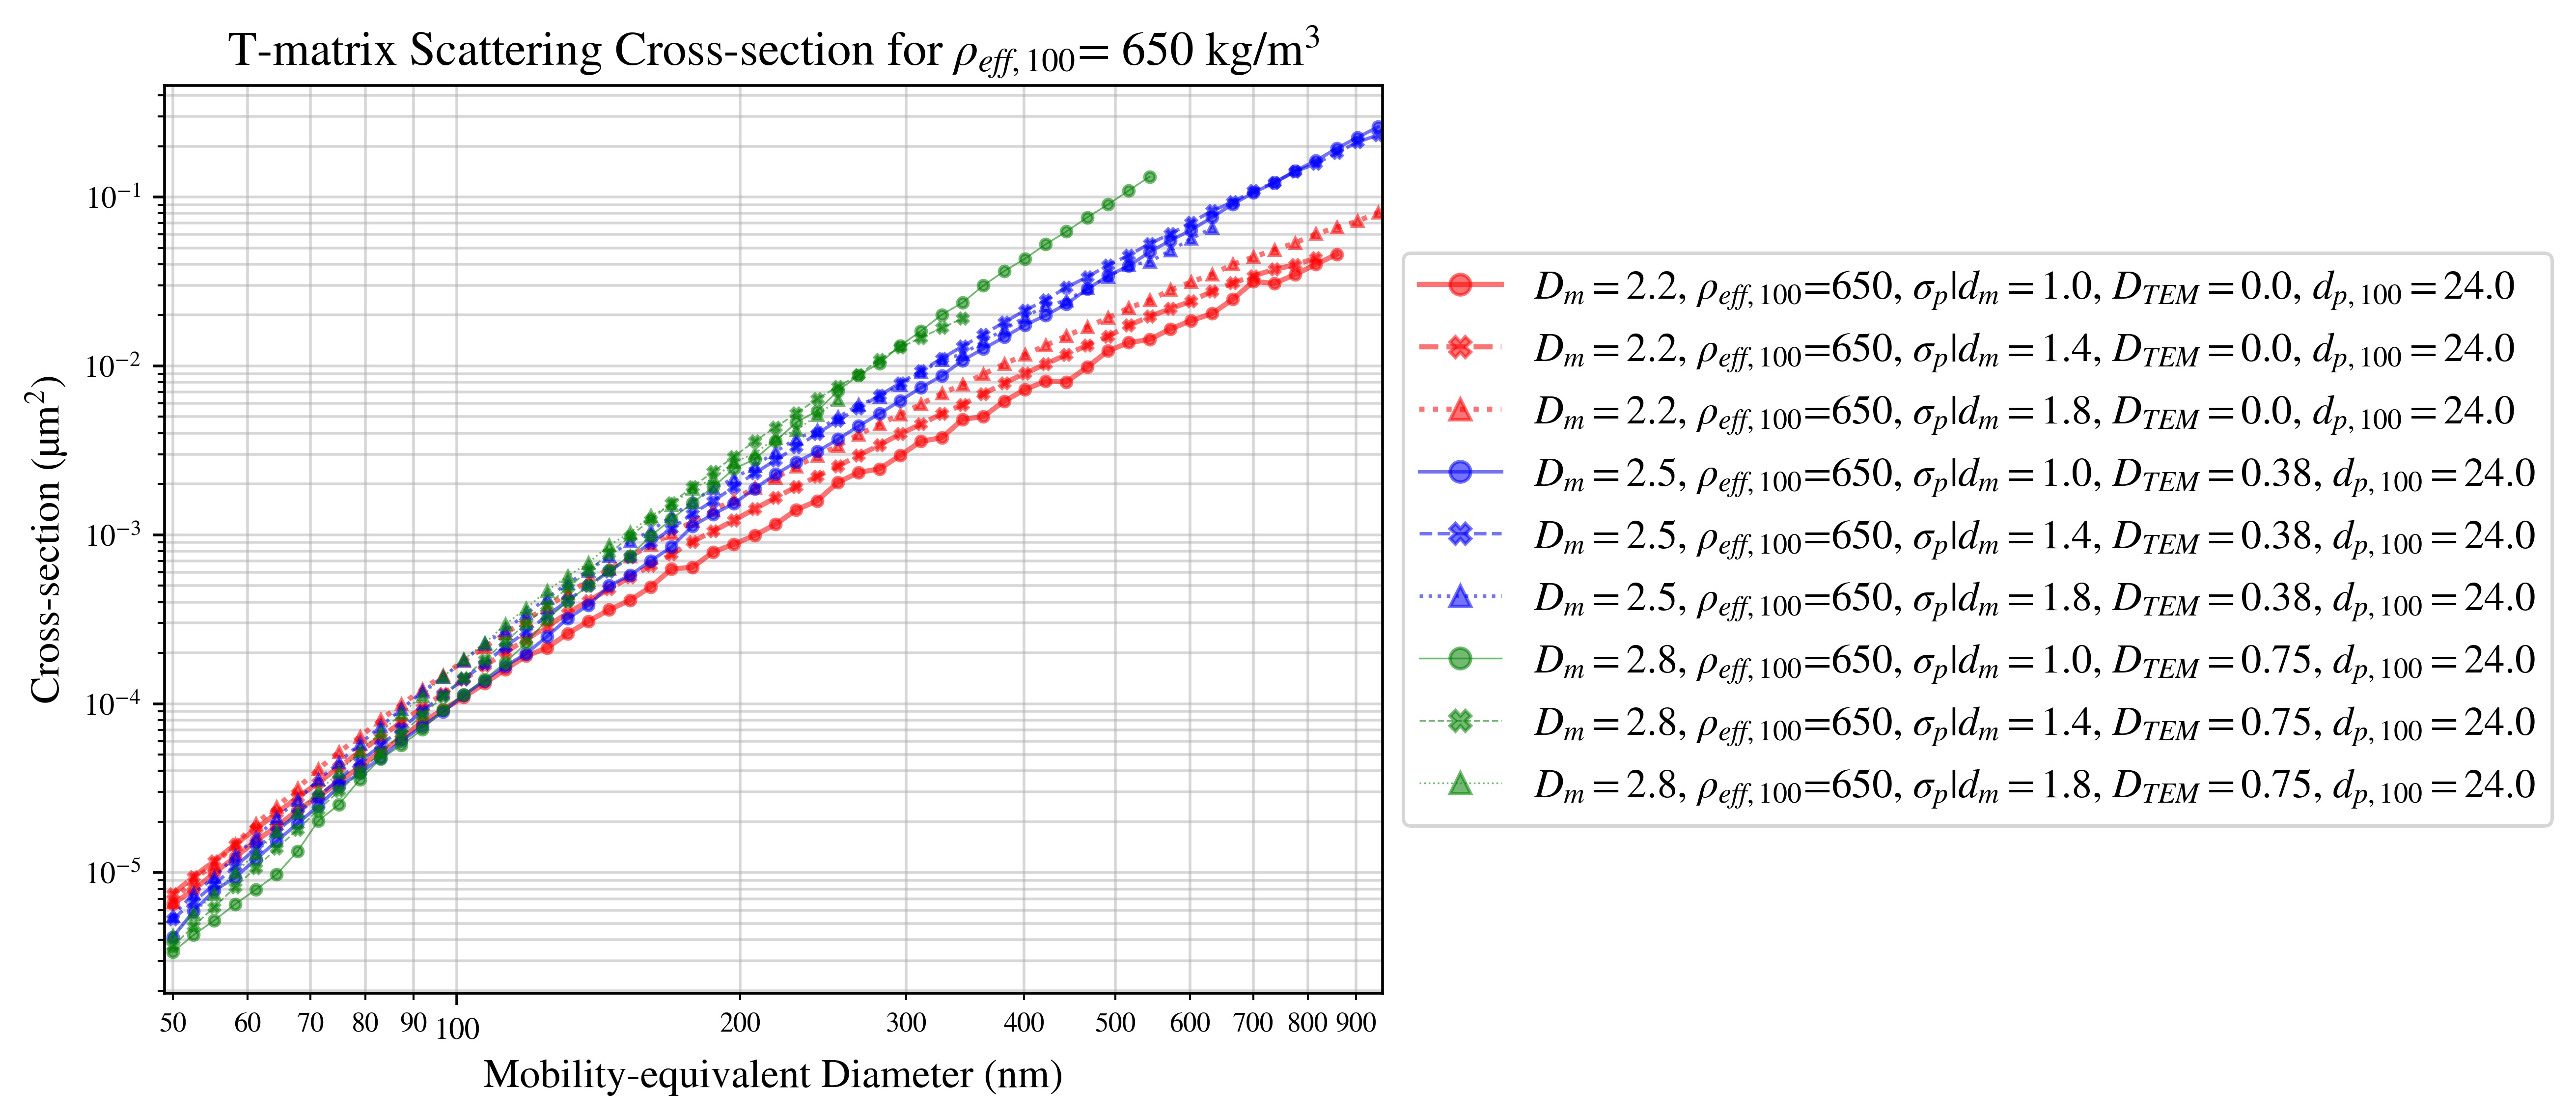 T-matrix Scattering Cross-section for ρeff,100= 650 kg/m³
Cross-section (μm²)
10⁻¹
10⁻²
10⁻³
10⁻⁴
10⁻⁵
50 60 70 80 90 100 200 300 400 500 600 700 800 900
Mobility-equivalent Diameter (nm)
Dm = 2.2, ρeff,100=650, σp|dm = 1.0, DTEM = 0.0, dp,100 = 24.0
Dm = 2.2, ρeff,100=650, σp|dm = 1.4, DTEM = 0.0, dp,100 = 24.0
Dm = 2.2, ρeff,100=650, σp|dm = 1.8, DTEM = 0.0, dp,100 = 24.0
Dm = 2.5, ρeff,100=650, σp|dm = 1.0, DTEM = 0.38, dp,100 = 24.0
Dm = 2.5, ρeff,100=650, σp|dm = 1.4, DTEM = 0.38, dp,100 = 24.0
Dm = 2.5, ρeff,100=650, σp|dm = 1.8, DTEM = 0.38, dp,100 = 24.0
Dm = 2.8, ρeff,100=650, σp|dm = 1.0, DTEM = 0.75, dp,100 = 24.0
Dm = 2.8, ρeff,100=650, σp|dm = 1.4, DTEM = 0.75, dp,100 = 24.0
Dm = 2.8, ρeff,100=650, σp|dm = 1.8, DTEM = 0.75, dp,100 = 24.0